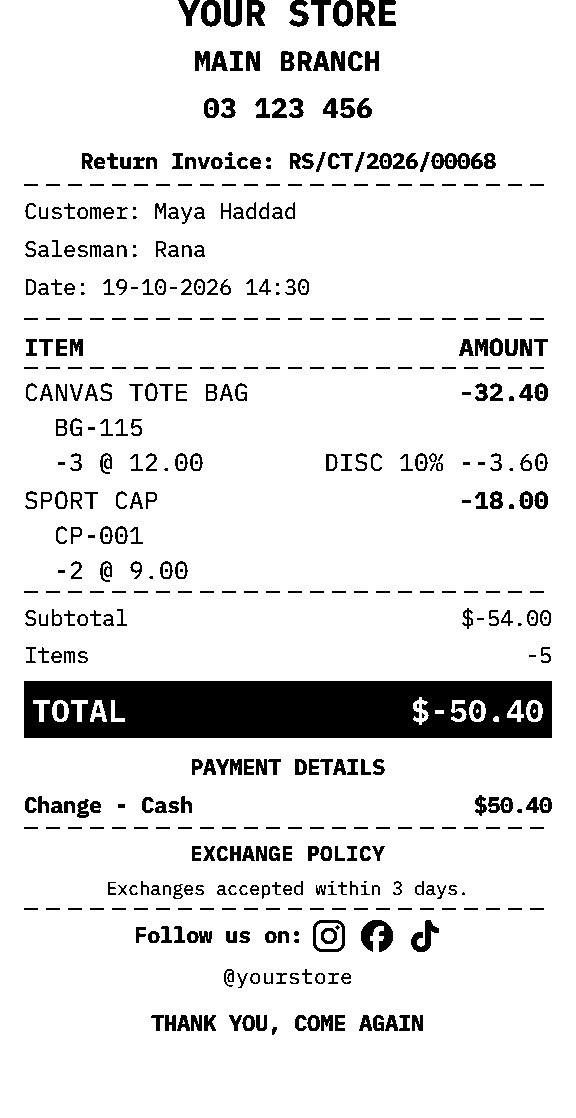 YOUR STORE
MAIN BRANCH
03 123 456
Return Invoice: RS/CT/2026/00068
Customer: Maya Haddad
Salesman: Rana
Date: 19-10-2026 14:30
ITEM AMOUNT
CANVAS TOTE BAG -32.40
BG-115
-3 @ 12.00 DISC 10% --3.60
SPORT CAP -18.00
CP-001
-2 @ 9.00
Subtotal $-54.00
Items -5
TOTAL $-50.40
PAYMENT DETAILS
Change - Cash $50.40
EXCHANGE POLICY
Exchanges accepted within 3 days.
Follow us on:
@yourstore
THANK YOU, COME AGAIN